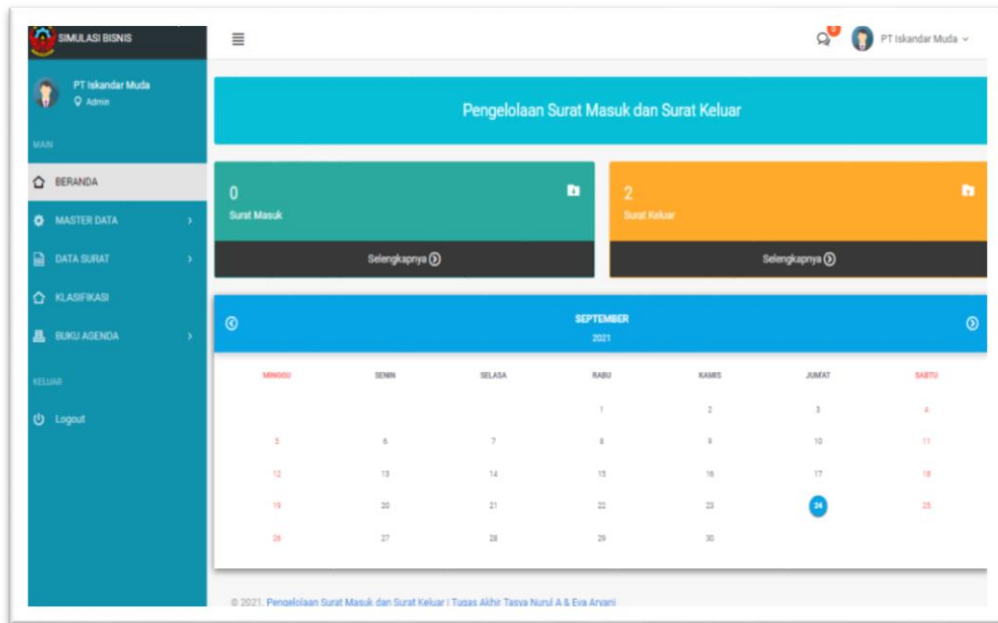 SIMULASI BISNIS
PT Iskandar Muda
PT Iskandar Muda
Admin
MAIN
BERANDA
MASTER DATA
DATA SURAT
KLASIFIKASI
BUKU AGENDA
KELUAR
Logout
Pengelolaan Surat Masuk dan Surat Keluar
0
Surat Masuk
Selengkapnya
2
Surat Keluar
Selengkapnya
SEPTEMBER
2021
MINGGU SENIN SELASA RABU KAMIS JUM'AT SABTU
1 2 3 4
5 6 7 8 9 10 11
12 13 14 15 16 17 18
19 20 21 22 23 24 25
26 27 28 29 30
© 2021. Pengelolaan Surat Masuk dan Surat Keluar | Tugas Akhir Tasya Nurul A & Eva Aryani